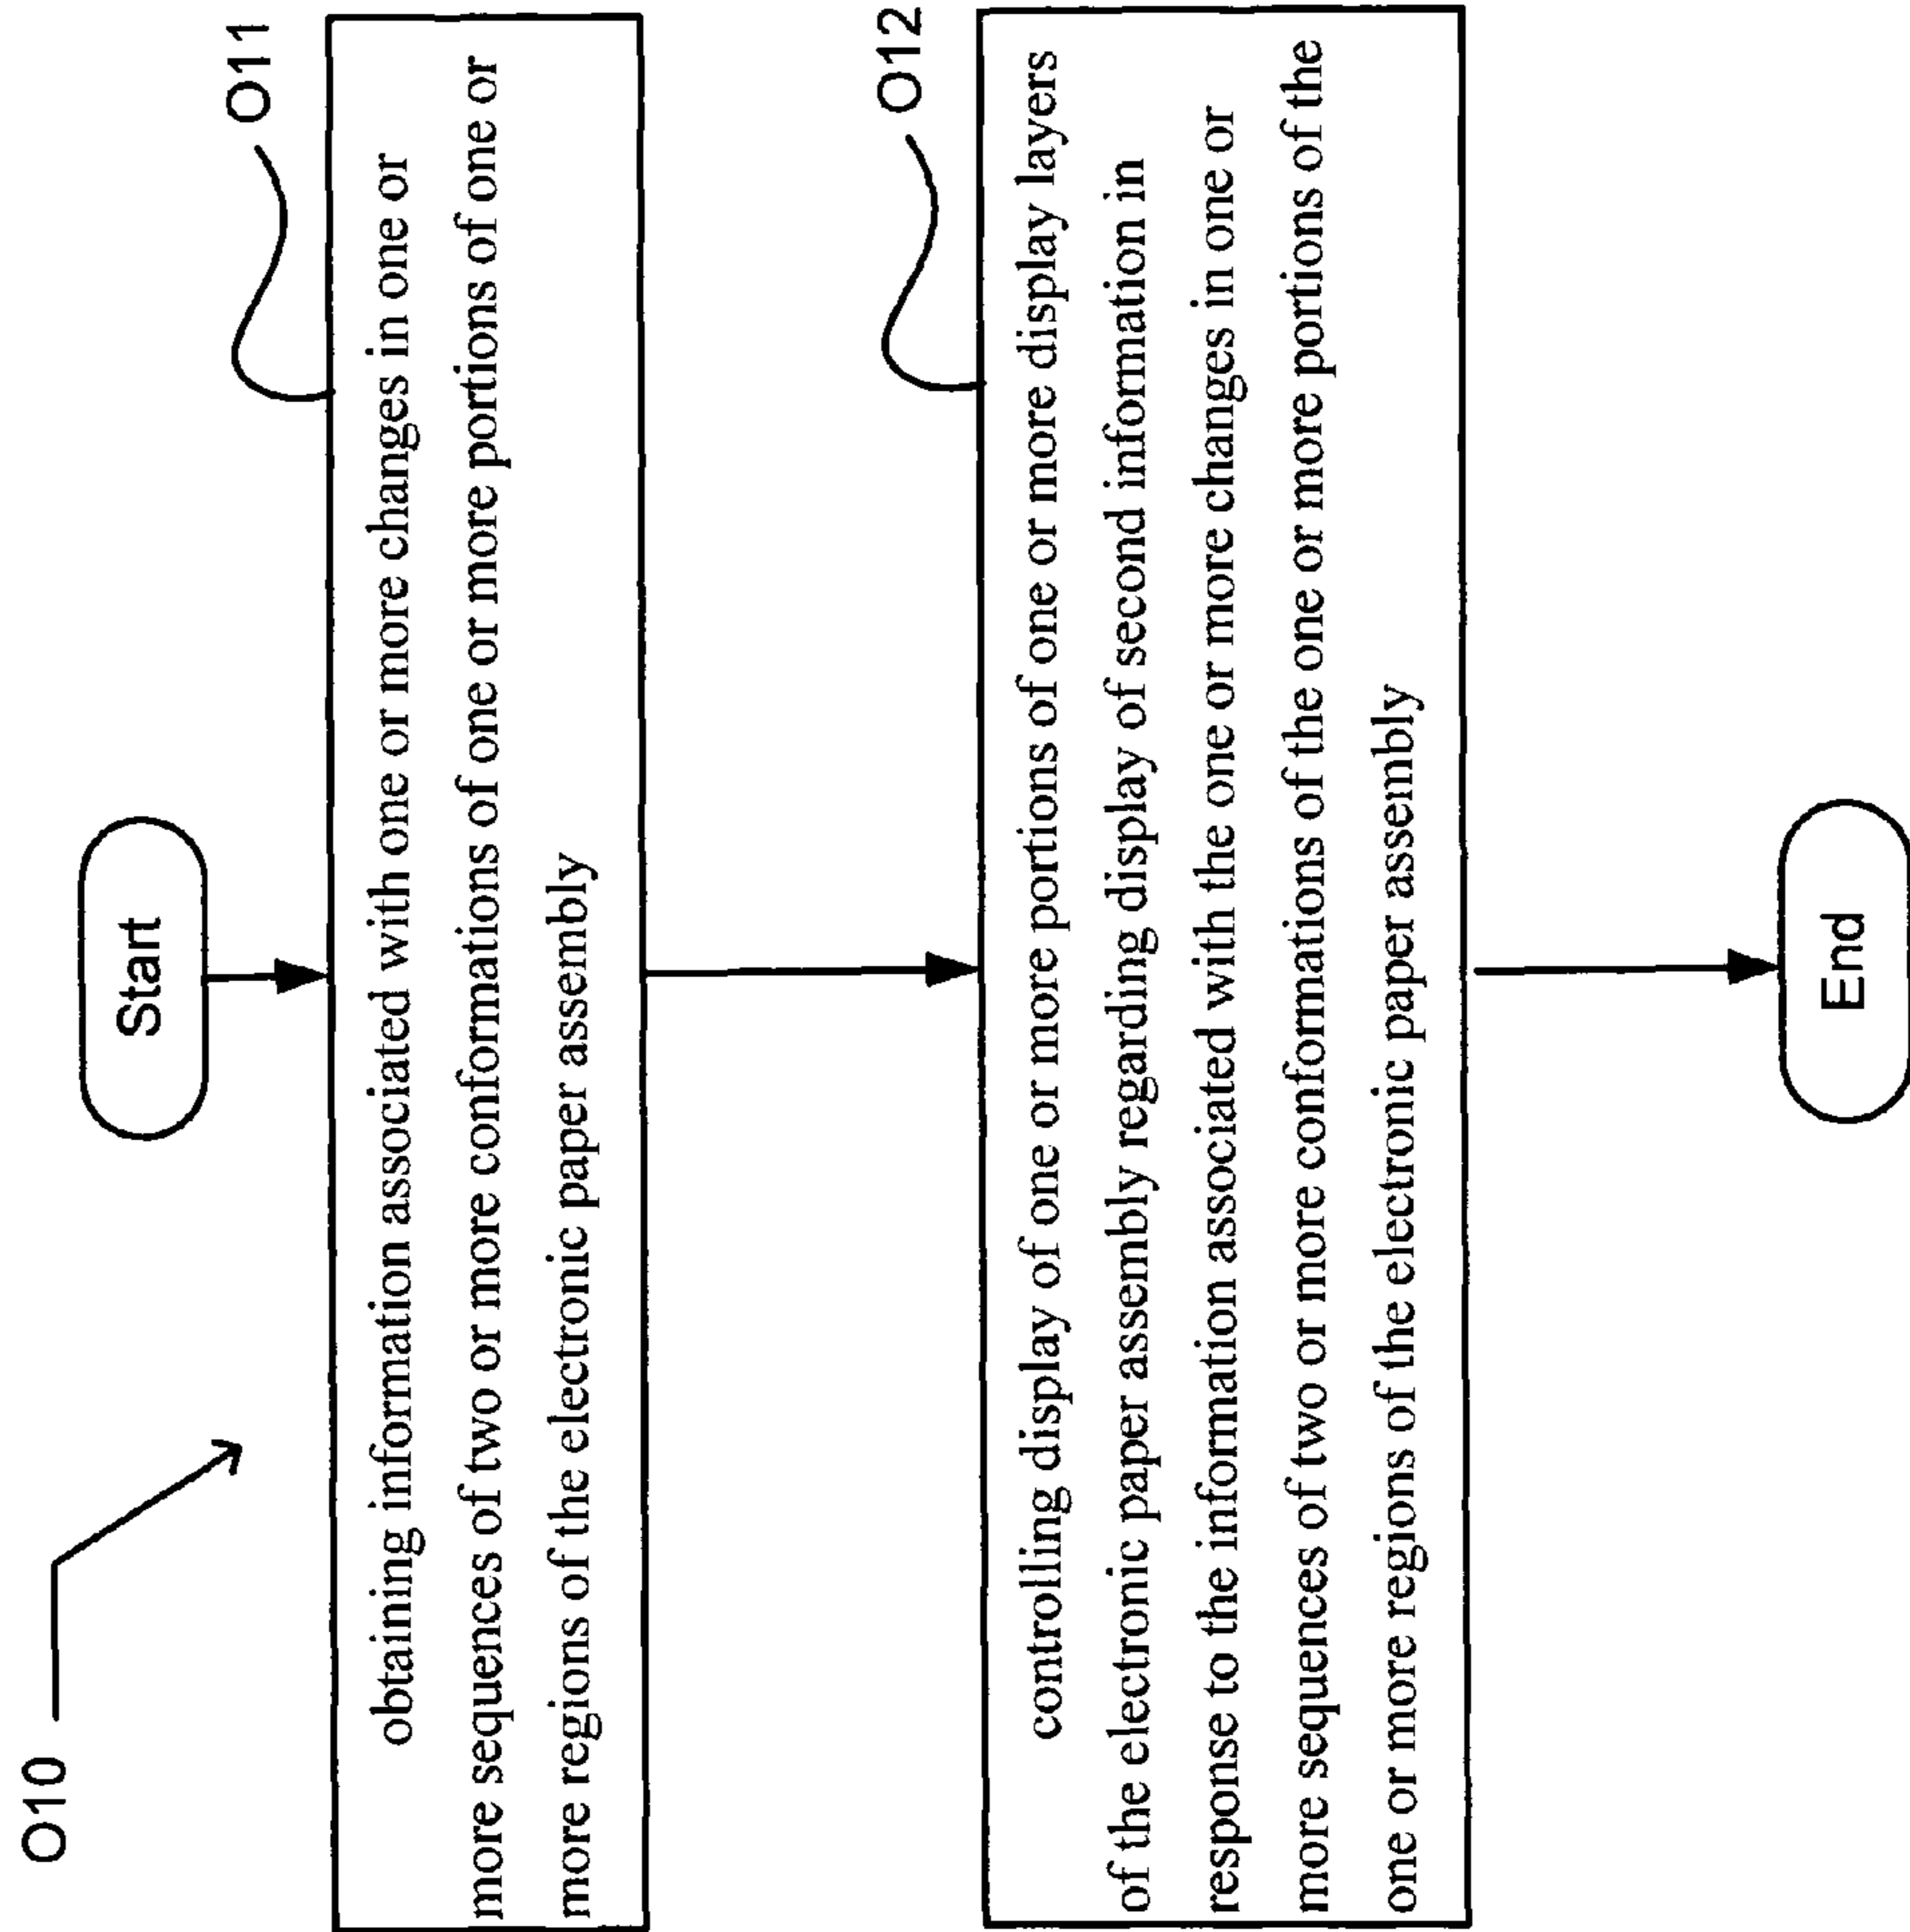 O10
Start
O11
obtaining information associated with one or more changes in one or
more sequences of two or more conformations of one or more portions of one or
more regions of the electronic paper assembly
O12
controlling display of one or more portions of one or more display layers
of the electronic paper assembly regarding display of second information in
response to the information associated with the one or more changes in one or
more sequences of two or more conformations of the one or more portions of the
one or more regions of the electronic paper assembly
End